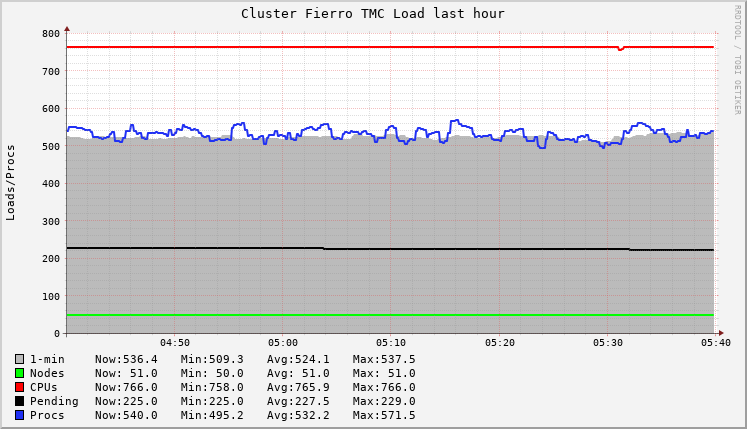 Cluster Fierro TMC Load last hour
RRDTOOL / TOBI OETIKER
Loads/Procs
800
700
600
500
400
300
200
100
0
04:50 05:00 05:10 05:20 05:30 05:40
1-min Now:536.4 Min:509.3 Avg:524.1 Max:537.5
Nodes Now: 51.0 Min: 50.0 Avg: 51.0 Max: 51.0
CPUs Now:766.0 Min:758.0 Avg:765.9 Max:766.0
Pending Now:225.0 Min:225.0 Avg:227.5 Max:229.0
Procs Now:540.0 Min:495.2 Avg:532.2 Max:571.5